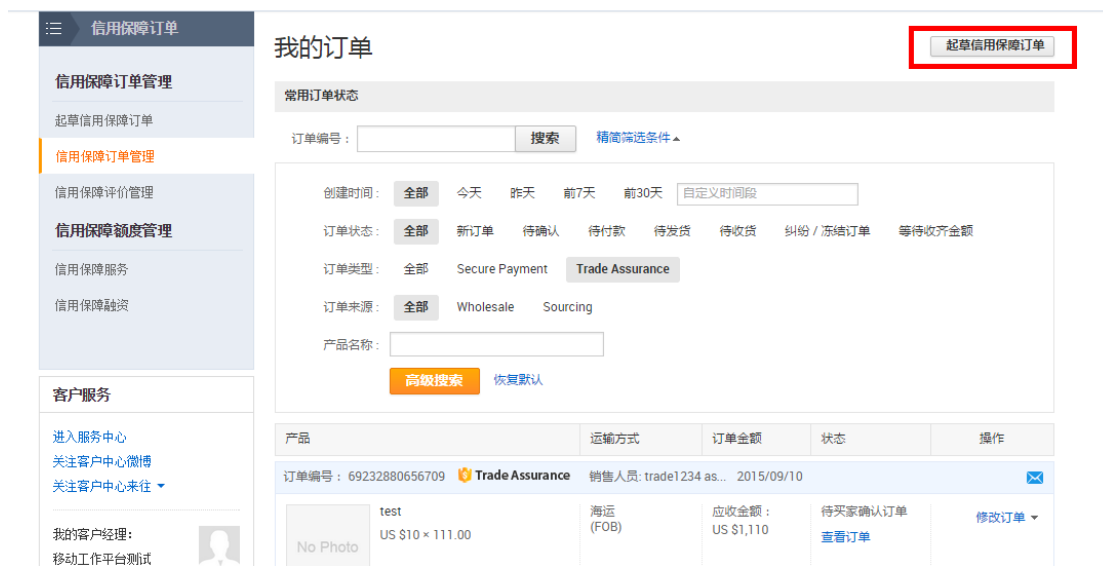 信用保障订单
信用保障订单管理
起草信用保障订单
信用保障订单管理
信用保障评价管理
信用保障额度管理
信用保障服务
信用保障融资
客户服务
进入服务中心
关注客户中心微博
关注客户中心来往
我的客户经理：
移动工作平台测试
我的订单
起草信用保障订单
常用订单状态
订单编号： 搜索 精简筛选条件
创建时间： 全部 今天 昨天 前7天 前30天 自定义时间段
订单状态： 全部 新订单 待确认 待付款 待发货 待收货 纠纷 / 冻结订单 等待收齐金额
订单类型： 全部 Secure Payment Trade Assurance
订单来源： 全部 Wholesale Sourcing
产品名称：
高级搜索 恢复默认
产品 运输方式 订单金额 状态 操作
订单编号： 69232880656709 Trade Assurance 销售人员: trade1234 as... 2015/09/10
No Photo
test 海运 应收金额： 待买家确认订单 修改订单
US $10 × 111.00 (FOB) US $1,110 查看订单